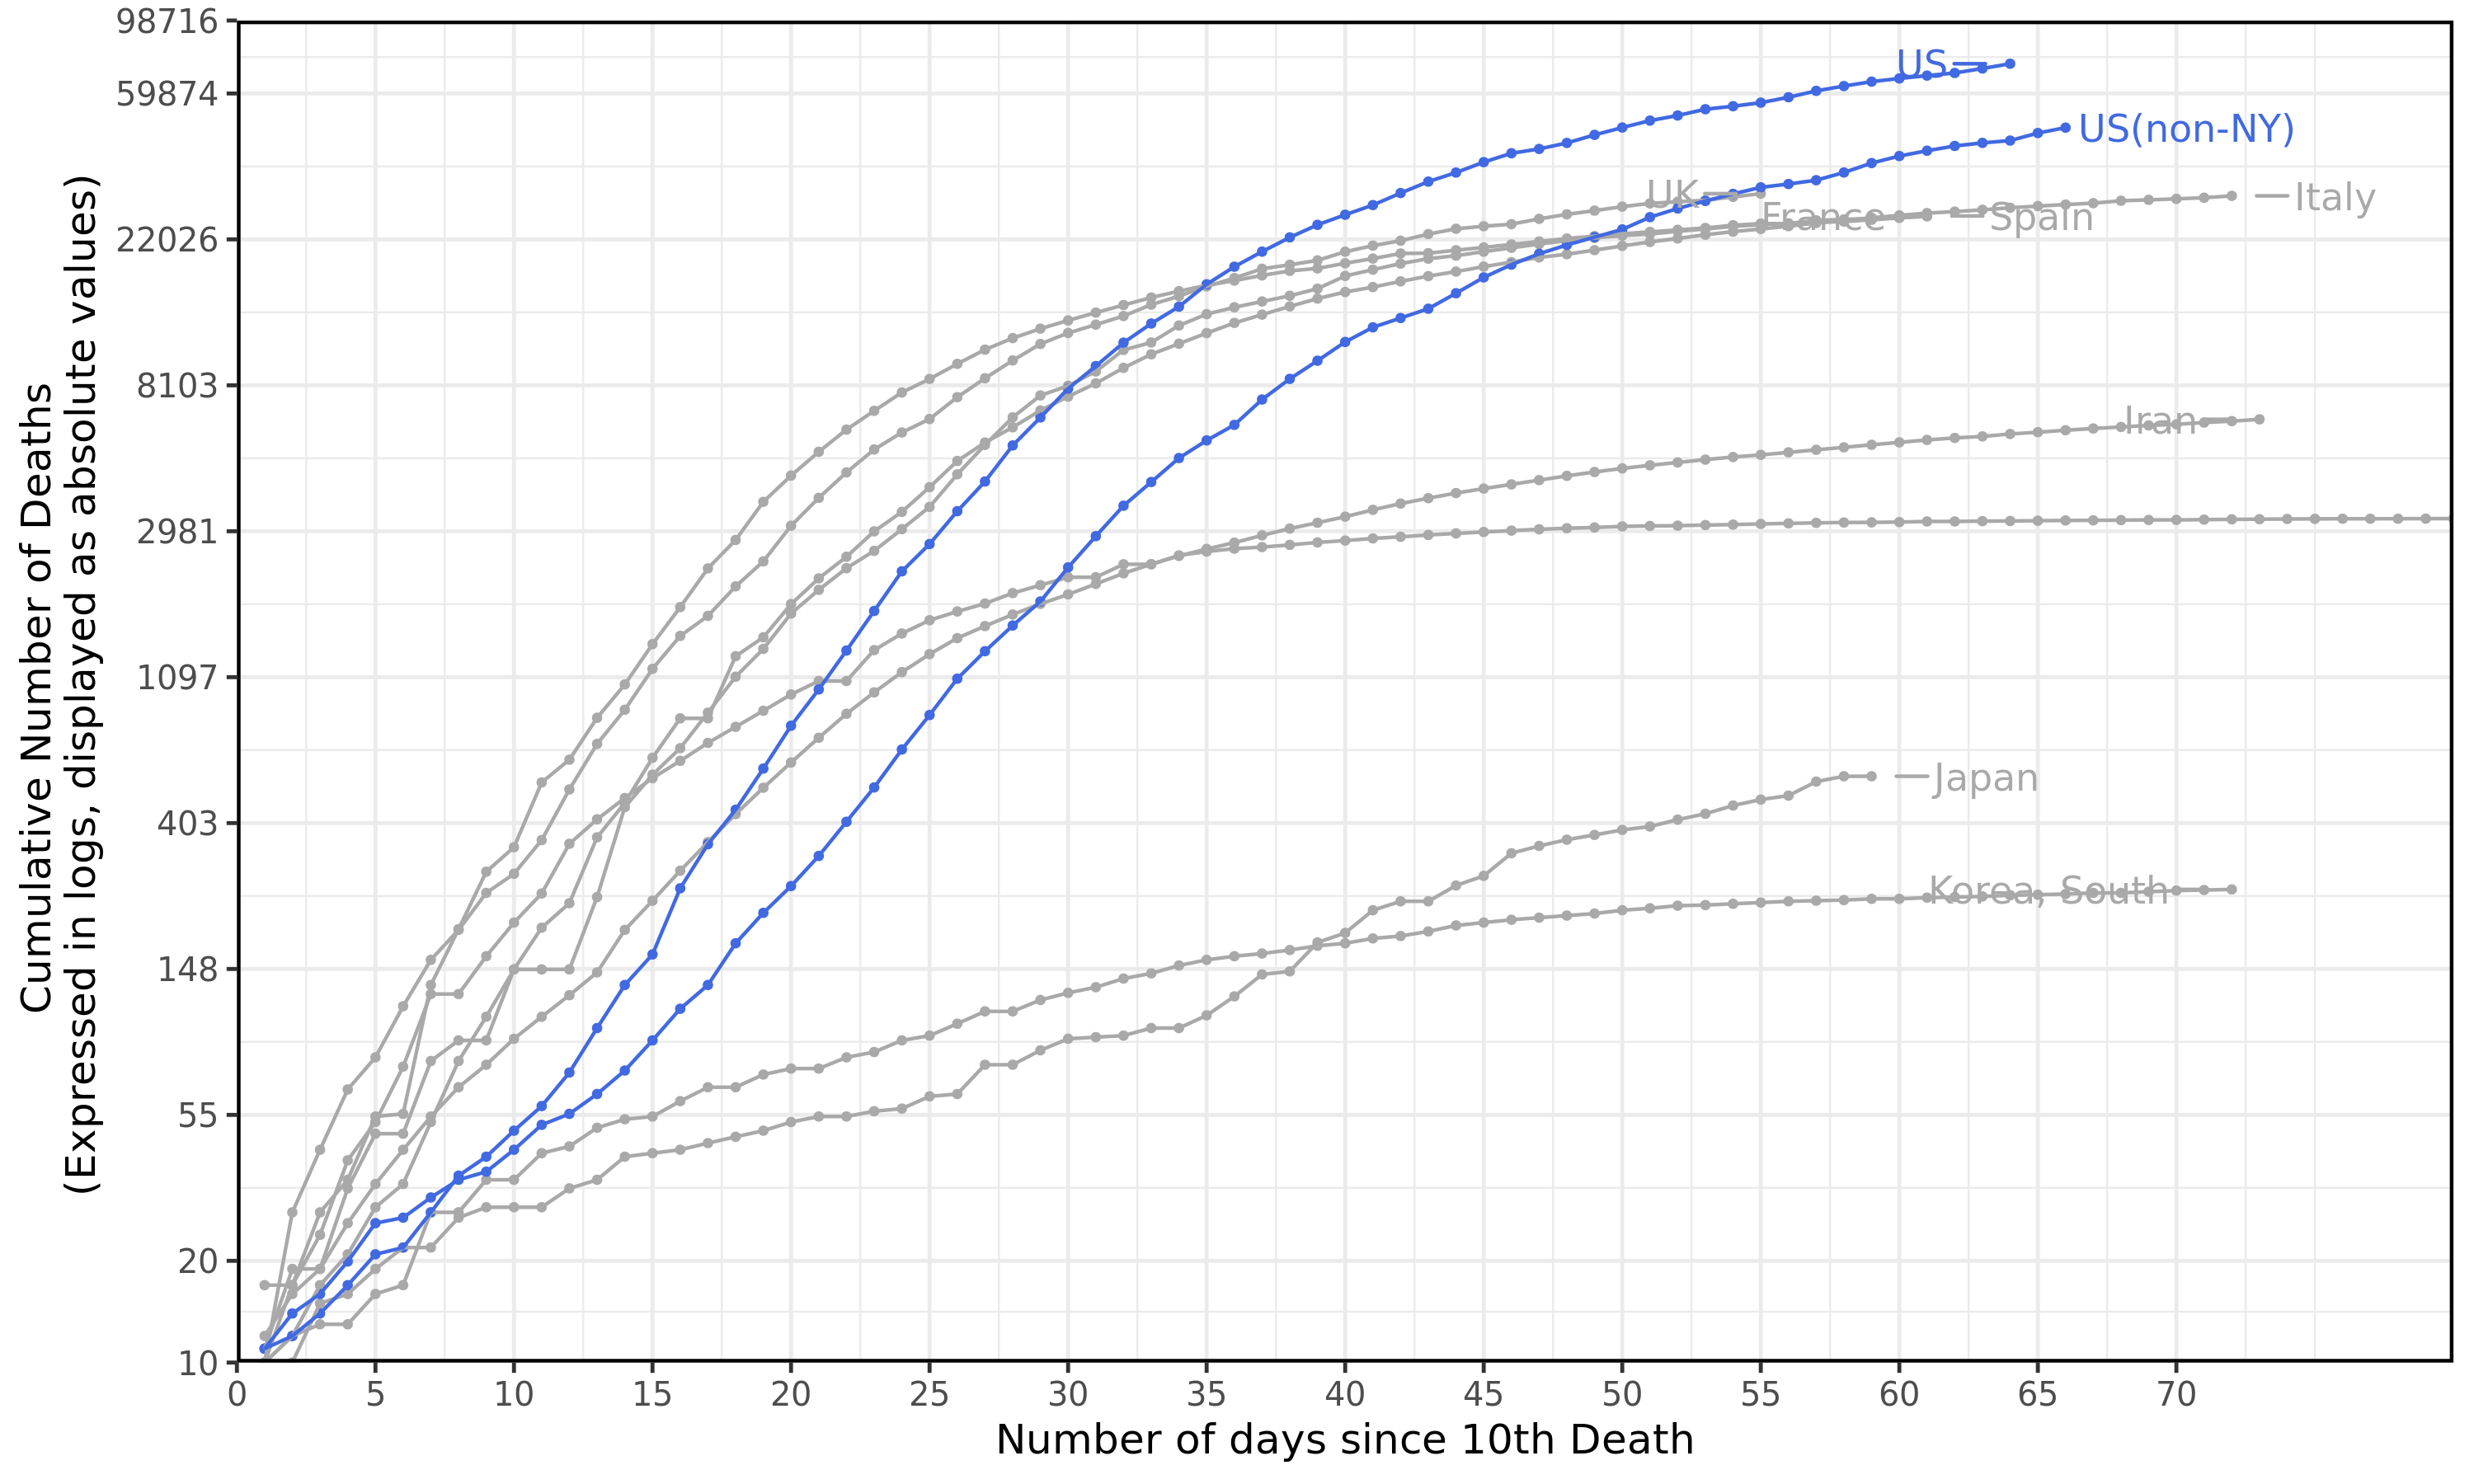 98716
59874
22026
8103
2981
1097
403
148
55
20
10
Cumulative Number of Deaths
(Expressed in logs, displayed as absolute values)
US
US(non-NY)
UK
Italy
France
Spain
Iran
Japan
Korea, South
0 5 10 15 20 25 30 35 40 45 50 55 60 65 70
Number of days since 10th Death